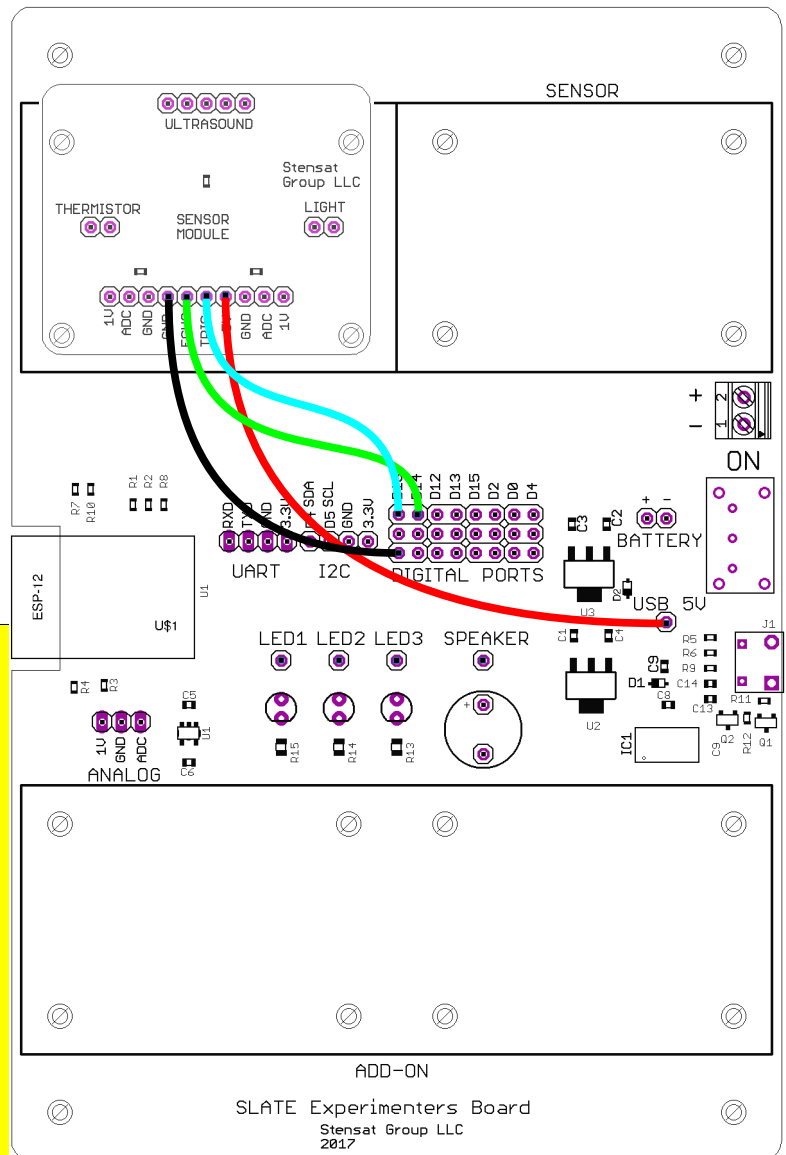 SENSOR
ULTRASOUND
Stensat
Group LLC
THERMISTOR
LIGHT
SENSOR
MODULE
1V
ADC
GND
GND
GND
ADC
1V
+
2
−
1
ON
R7
R10
R1
R2
R8
RXD
TXD
GND
3.3V
SDA
D5 SCL
GND
3.3V
D12
D13
D15
D2
D0
D4
+ −
C3
C2
BATTERY
UART
I2C
DIGITAL PORTS
ESP-12
U1
U$1
D2
U3
USB 5V
J1
LED1
LED2
LED3
SPEAKER
C1
C4
R5
R6
R9
C14
C13
C9
D1
C8
R11
R4
R3
C5
U1
C6
1V
GND
ADC
ANALOG
R15
R14
R13
+
U2
IC1
C9
Q2
R12
Q1
ADD-ON
SLATE Experimenters Board
Stensat Group LLC
2017